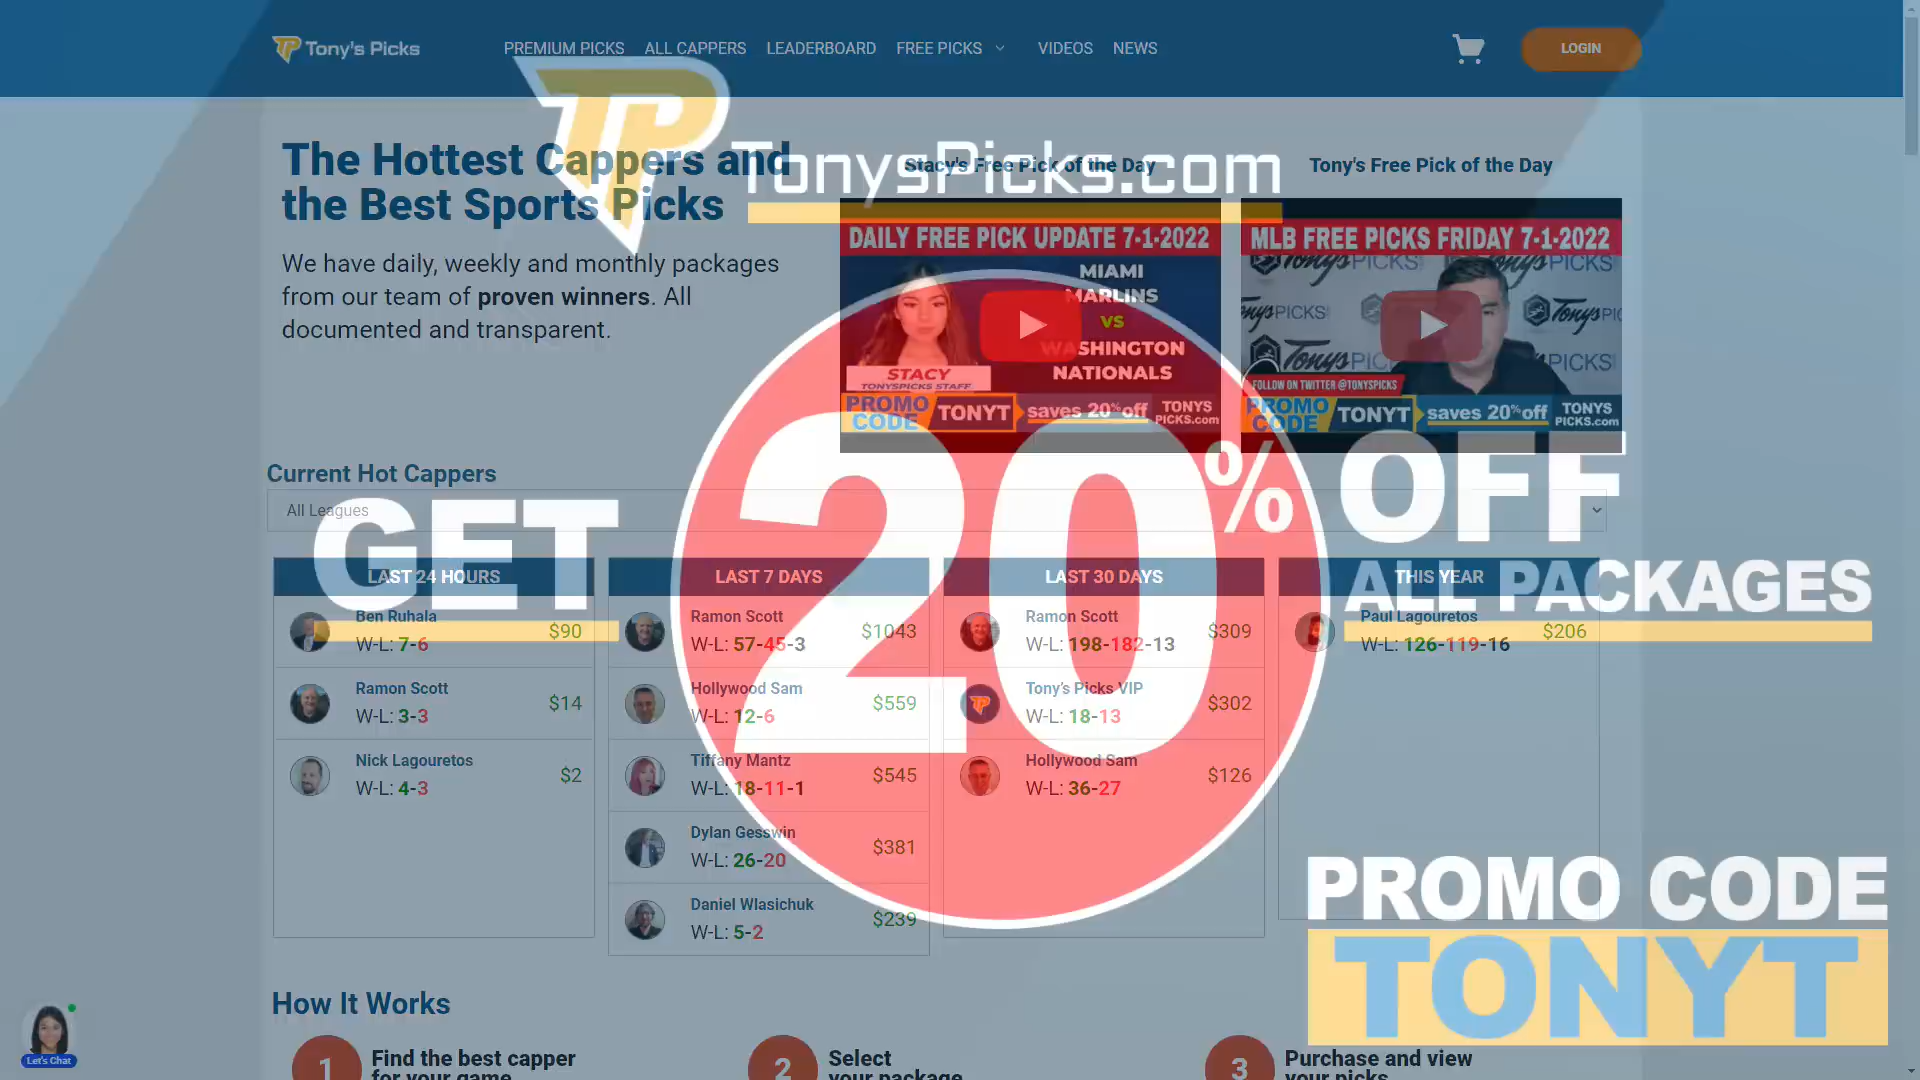 Tony's Picks
PREMIUM PICKS ALL CAPPERS LEADERBOARD FREE PICKS VIDEOS NEWS
LOGIN
TP
TonysPicks.com
The Hottest Cappers and
the Best Sports Picks
We have daily, weekly and monthly packages
from our team of proven winners. All
documented and transparent.
Stacy's Free Pick of the Day
DAILY FREE PICK UPDATE 7-1-2022
MIAMI
MARLINS
VS
WASHINGTON
NATIONALS
STACY
TONYSPICKS STAFF
PROMO
CODE
TONYT
saves 20% off
TONYS
PICKS.com
Tony's Free Pick of the Day
MLB FREE PICKS FRIDAY 7-1-2022
Tonys PICKS
FOLLOW ON TWITTER @TONYSPICKS
PROMO
CODE
TONYT
saves 20% off
TONYS
PICKS.com
GET 20% OFF
ALL PACKAGES
Current Hot Cappers
All Leagues
LAST 24 HOURS
Ben Ruhala
W-L: 7-6
$90
Ramon Scott
W-L: 3-3
$14
Nick Lagouretos
W-L: 4-3
$2
LAST 7 DAYS
Ramon Scott
W-L: 57-45-3
$1043
Hollywood Sam
W-L: 12-6
$559
Tiffany Mantz
W-L: 18-11-1
$545
Dylan Gesswin
W-L: 26-20
$381
Daniel Wlasichuk
W-L: 5-2
$239
LAST 30 DAYS
Ramon Scott
W-L: 198-182-13
$309
Tony's Picks VIP
W-L: 18-13
$302
Hollywood Sam
W-L: 36-27
$126
THIS YEAR
Paul Lagouretos
W-L: 126-119-16
$206
PROMO CODE
TONYT
How It Works
1
Find the best capper
for your game
2
Select
your package
3
Purchase and view
your picks
Let's Chat